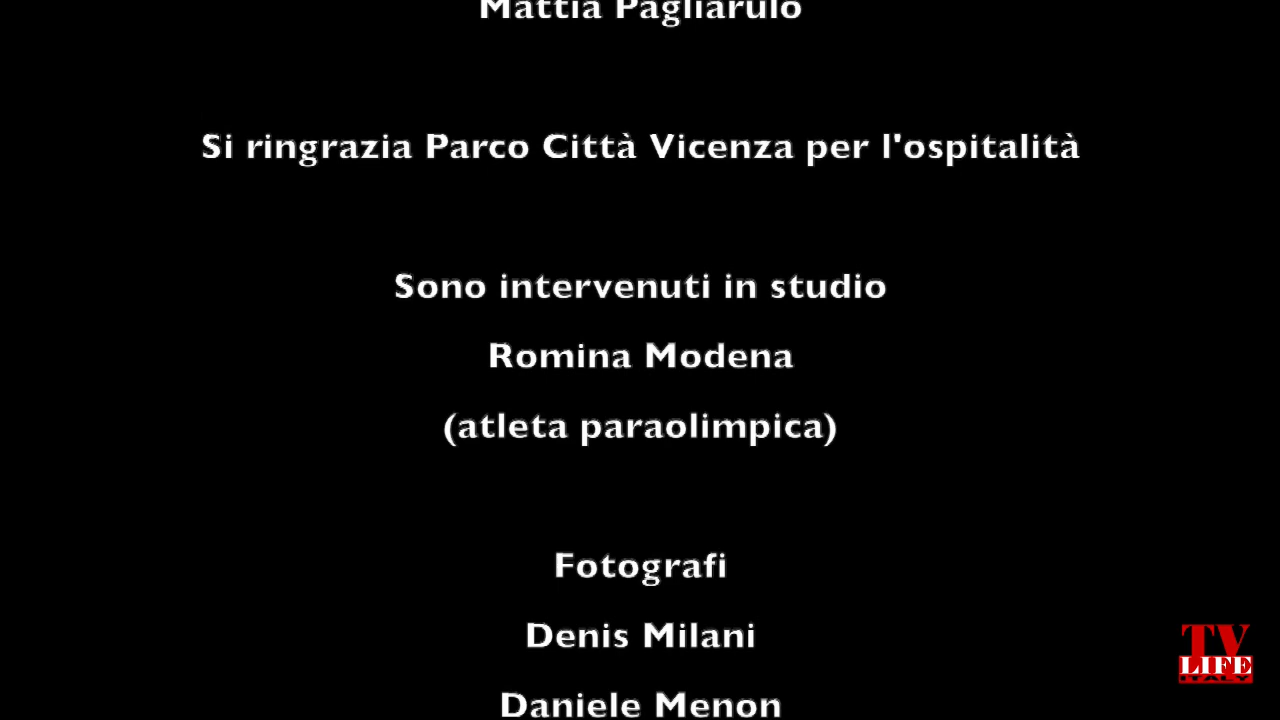 Mattia Pagliarulo
Si ringrazia Parco Città Vicenza per l'ospitalità
Sono intervenuti in studio
Romina Modena
(atleta paraolimpica)
Fotografi
Denis Milani
Daniele Menon
TV
LIFE
ITALY